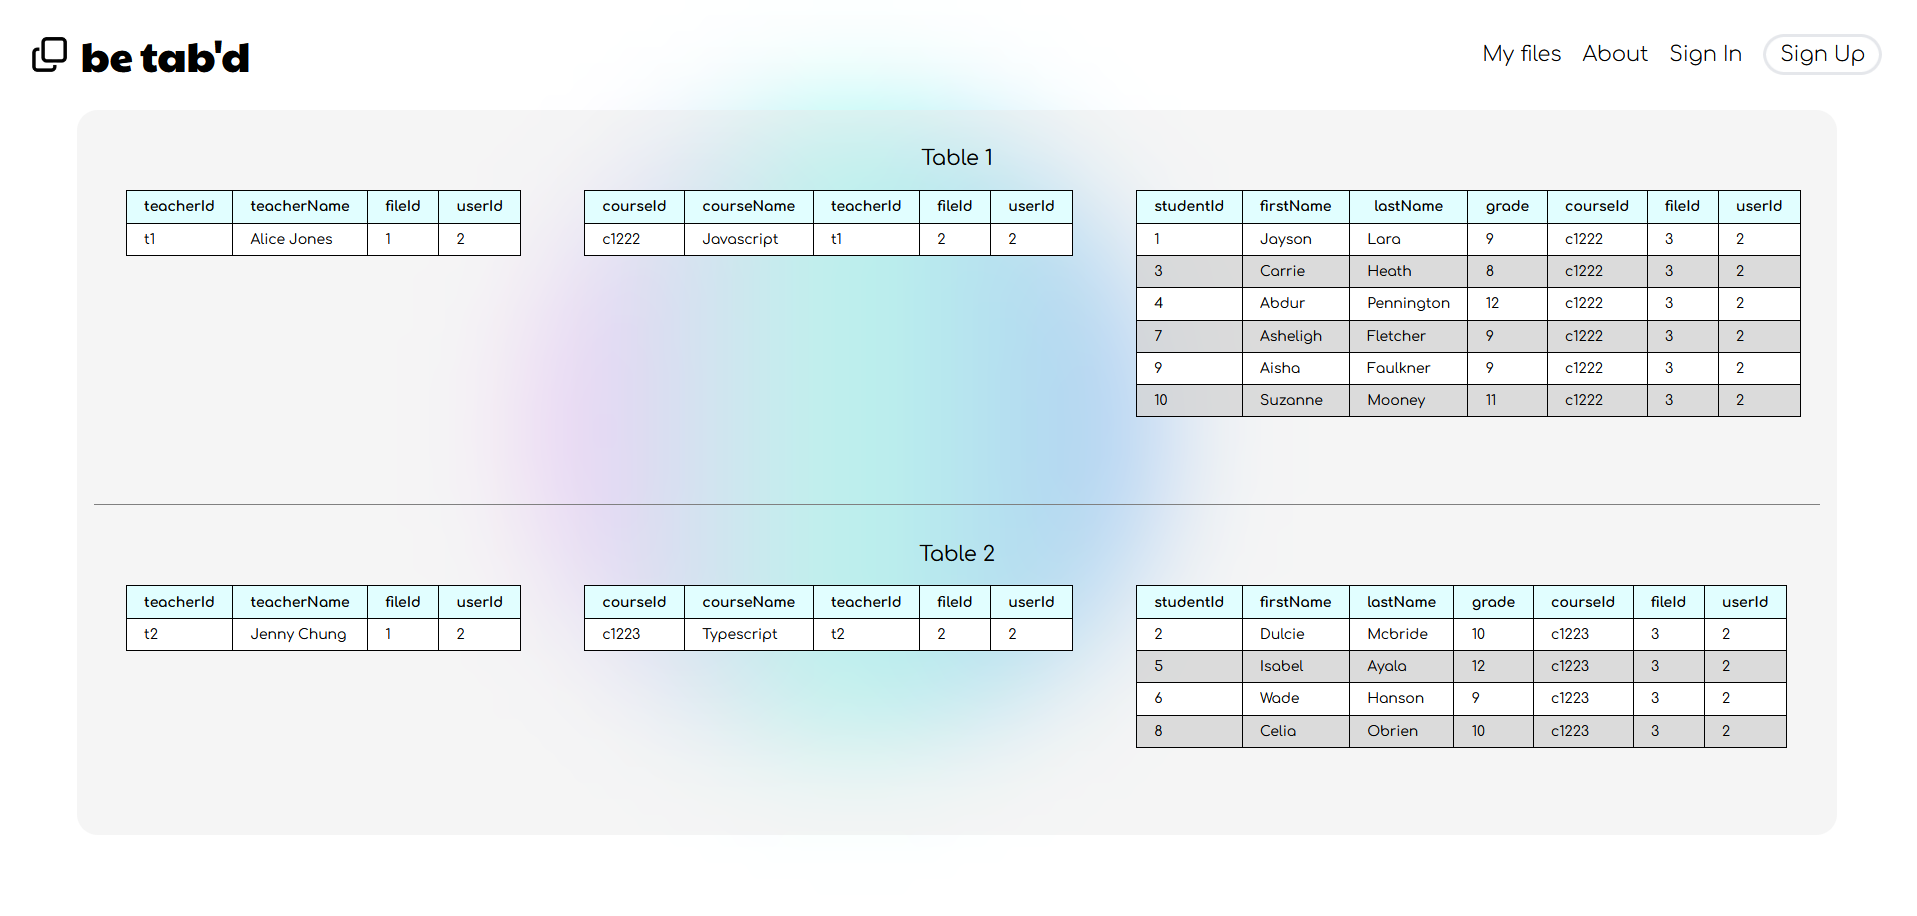 be tab'd
My files About Sign In Sign Up
Table 1
teacherId teacherName fileId userId
t1 Alice Jones 1 2
courseId courseName teacherId fileId userId
c1222 Javascript t1 2 2
studentId firstName lastName grade courseId fileId userId
1 Jayson Lara 9 c1222 3 2
3 Carrie Heath 8 c1222 3 2
4 Abdur Pennington 12 c1222 3 2
7 Asheligh Fletcher 9 c1222 3 2
9 Aisha Faulkner 9 c1222 3 2
10 Suzanne Mooney 11 c1222 3 2
Table 2
teacherId teacherName fileId userId
t2 Jenny Chung 1 2
courseId courseName teacherId fileId userId
c1223 Typescript t2 2 2
studentId firstName lastName grade courseId fileId userId
2 Dulcie Mcbride 10 c1223 3 2
5 Isabel Ayala 12 c1223 3 2
6 Wade Hanson 9 c1223 3 2
8 Celia Obrien 10 c1223 3 2